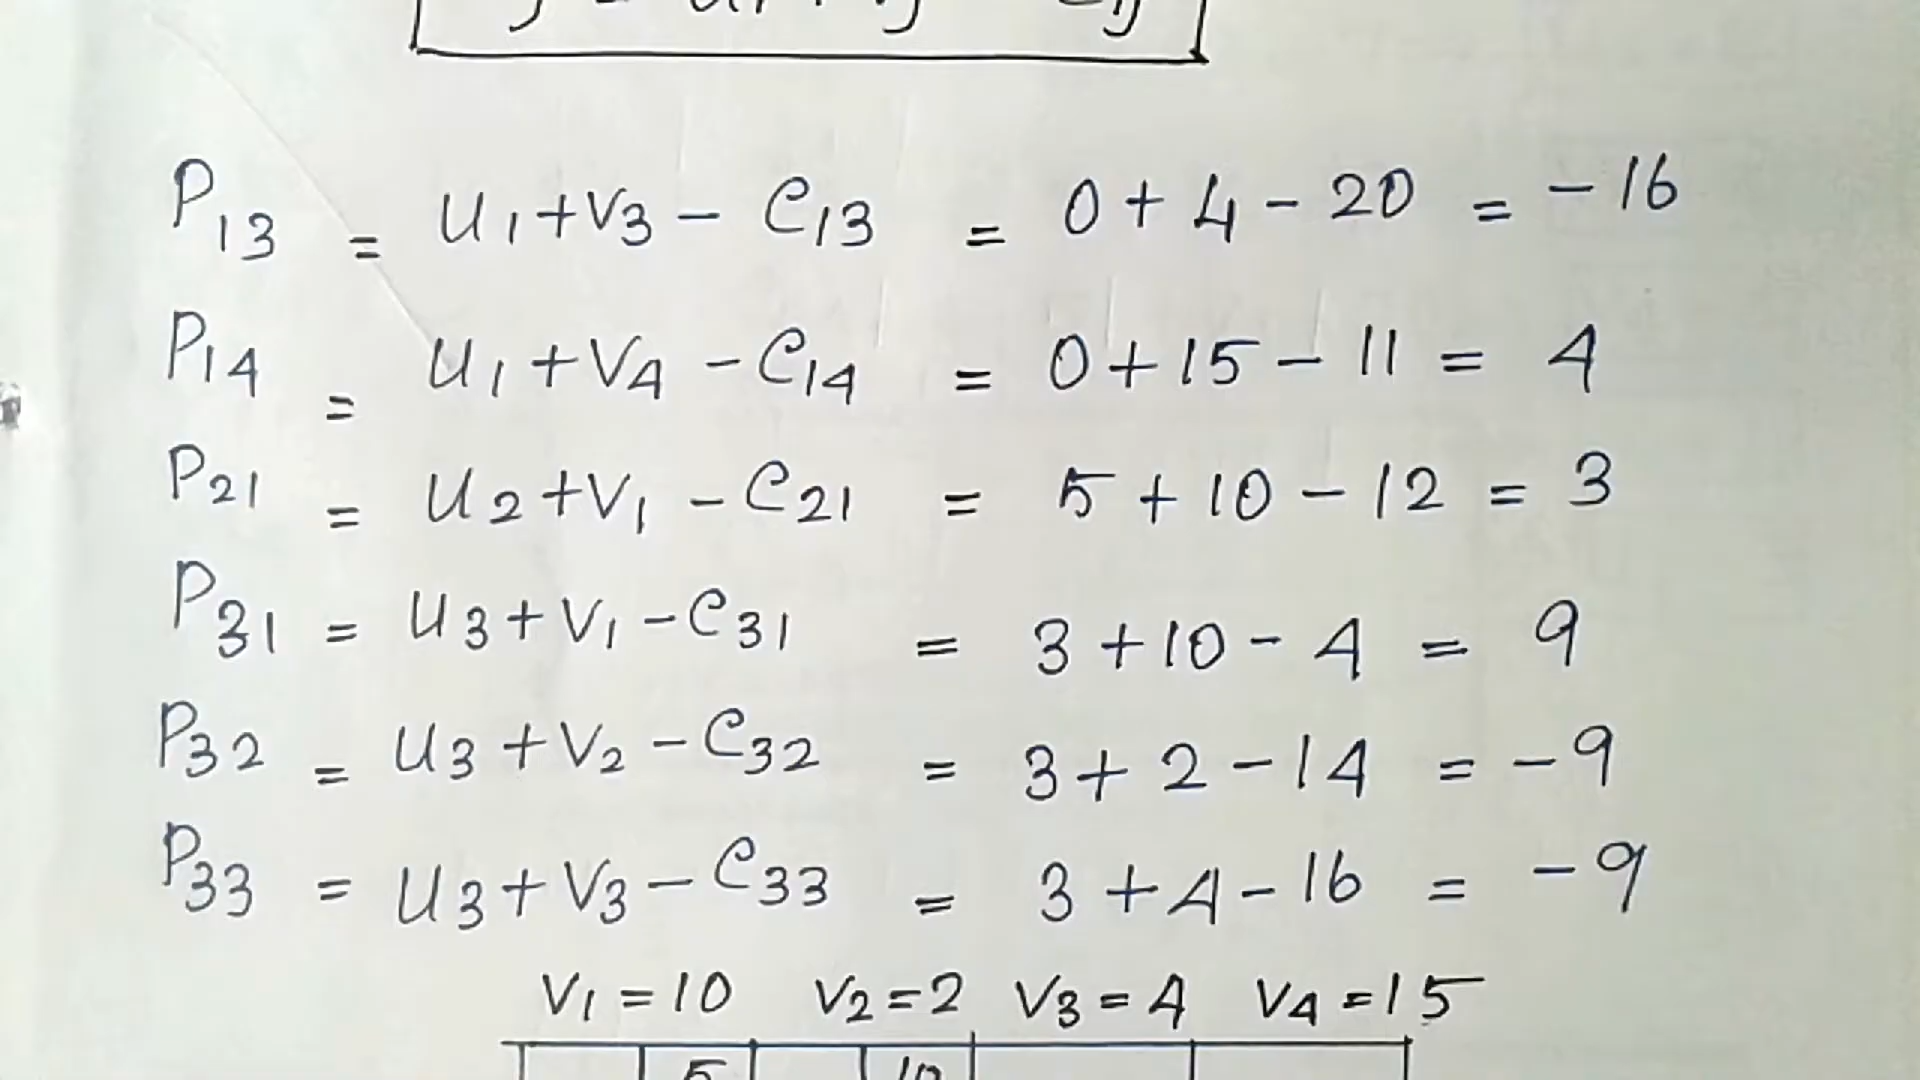 P13 = U1+V3 - C13 = 0+4-20 = -16
P14 = U1+V4 - C14 = 0+15-11 = 4
P21 = U2+V1 - C21 = 5+10-12 = 3
P31 = U3+V1-C31 = 3+10-4 = 9
P32 = U3+V2-C32 = 3+2-14 = -9
P33 = U3+V3-C33 = 3+4-16 = -9
V1=10 V2=2 V3=4 V4=15